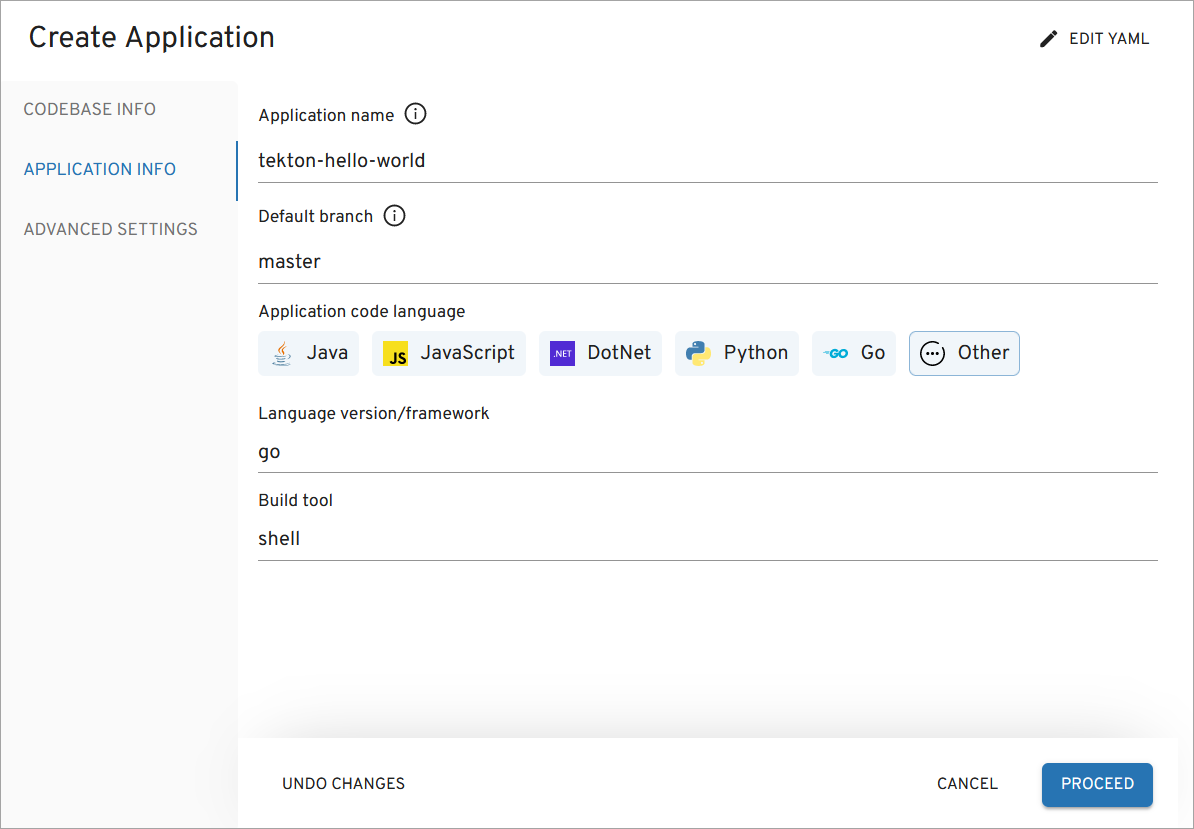 Create Application
EDIT YAML
CODEBASE INFO
APPLICATION INFO
ADVANCED SETTINGS
Application name
tekton-hello-world
Default branch
master
Application code language
Java JS JavaScript .NET DotNet Python GO Go Other
Language version/framework
go
Build tool
shell
UNDO CHANGES CANCEL PROCEED